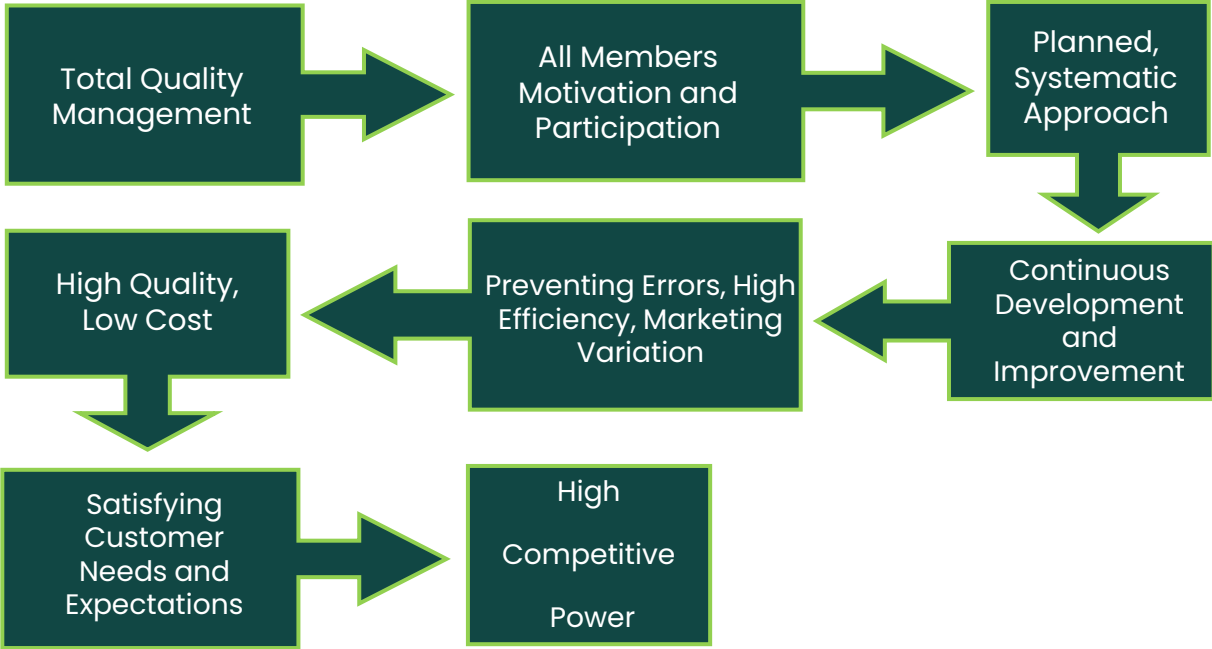 Total Quality
Management
All Members
Motivation and
Participation
Planned,
Systematic
Approach
Continuous
Development
and
Improvement
Preventing Errors, High
Efficiency, Marketing
Variation
High Quality,
Low Cost
Satisfying
Customer
Needs and
Expectations
High
Competitive
Power